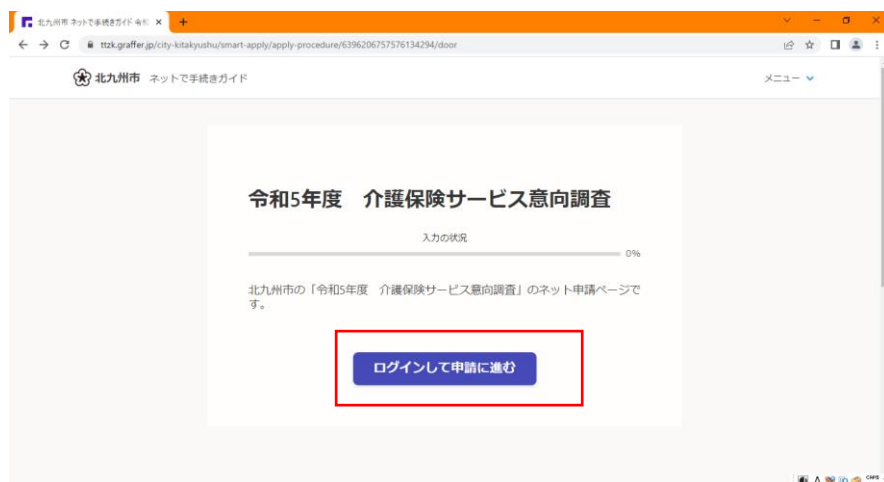 北九州市 ネットで手続きガイド
ttzk.graffer.jp/city-kitakyushu/smart-apply/apply-procedure/6396206757576134294/door
北九州市 ネットで手続きガイド
メニュー
令和5年度　介護保険サービス意向調査
入力の状況
0%
北九州市の「令和5年度　介護保険サービス意向調査」のネット申請ページで
す。
ログインして申請に進む
A
CAPS